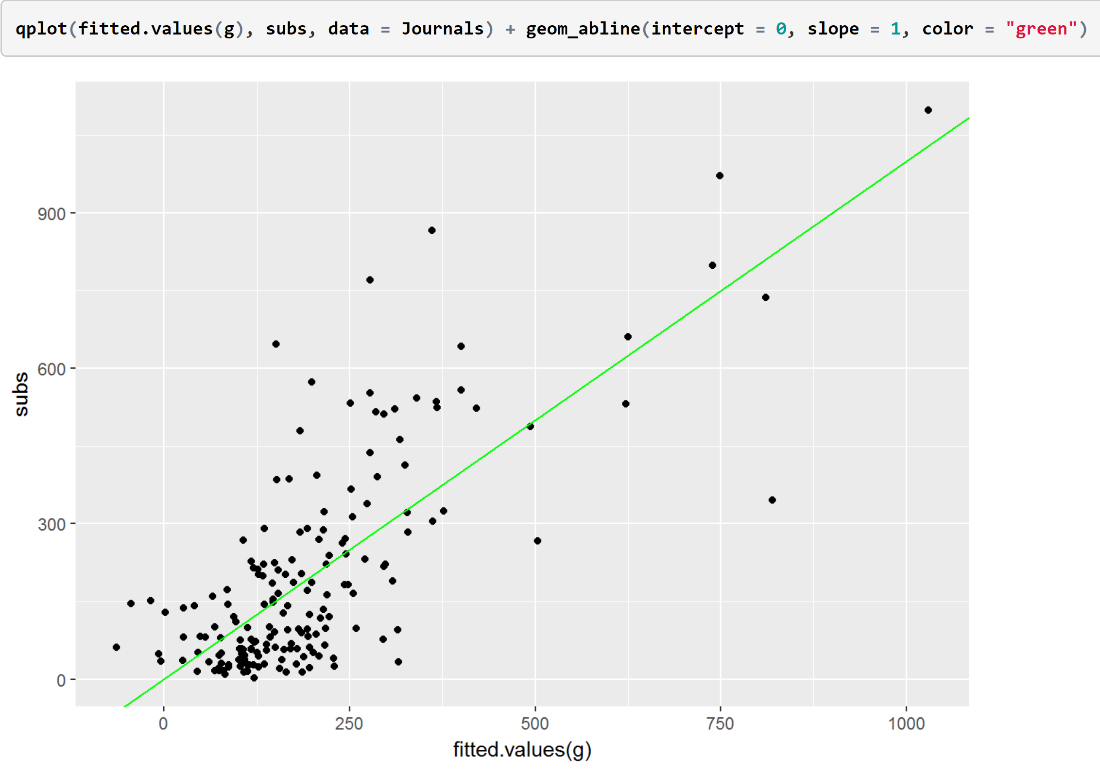 qplot(fitted.values(g), subs, data = Journals) + geom_abline(intercept = 0, slope = 1, color = "green")
900
600
300
0
subs
0 250 500 750 1000
fitted.values(g)